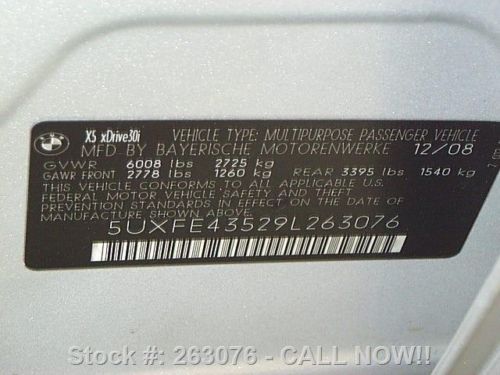 X5 xDrive30i VEHICLE TYPE: MULTIPURPOSE PASSENGER VEHICLE
MFD BY BAYERISCHE MOTORENWERKE 12/08
GVWR 6008 lbs 2725 kg
GAWR FRONT 2778 lbs 1260 kg REAR 3395 lbs 1540 kg
THIS VEHICLE CONFORMS TO ALL APPLICABLE U.S.
FEDERAL MOTOR VEHICLE SAFETY AND THEFT
PREVENTION STANDARDS IN EFFECT ON THE DATE
OF MANUFACTURE SHOWN ABOVE.
5UXFE43529L263076
Stock #: 263076 - CALL NOW!!